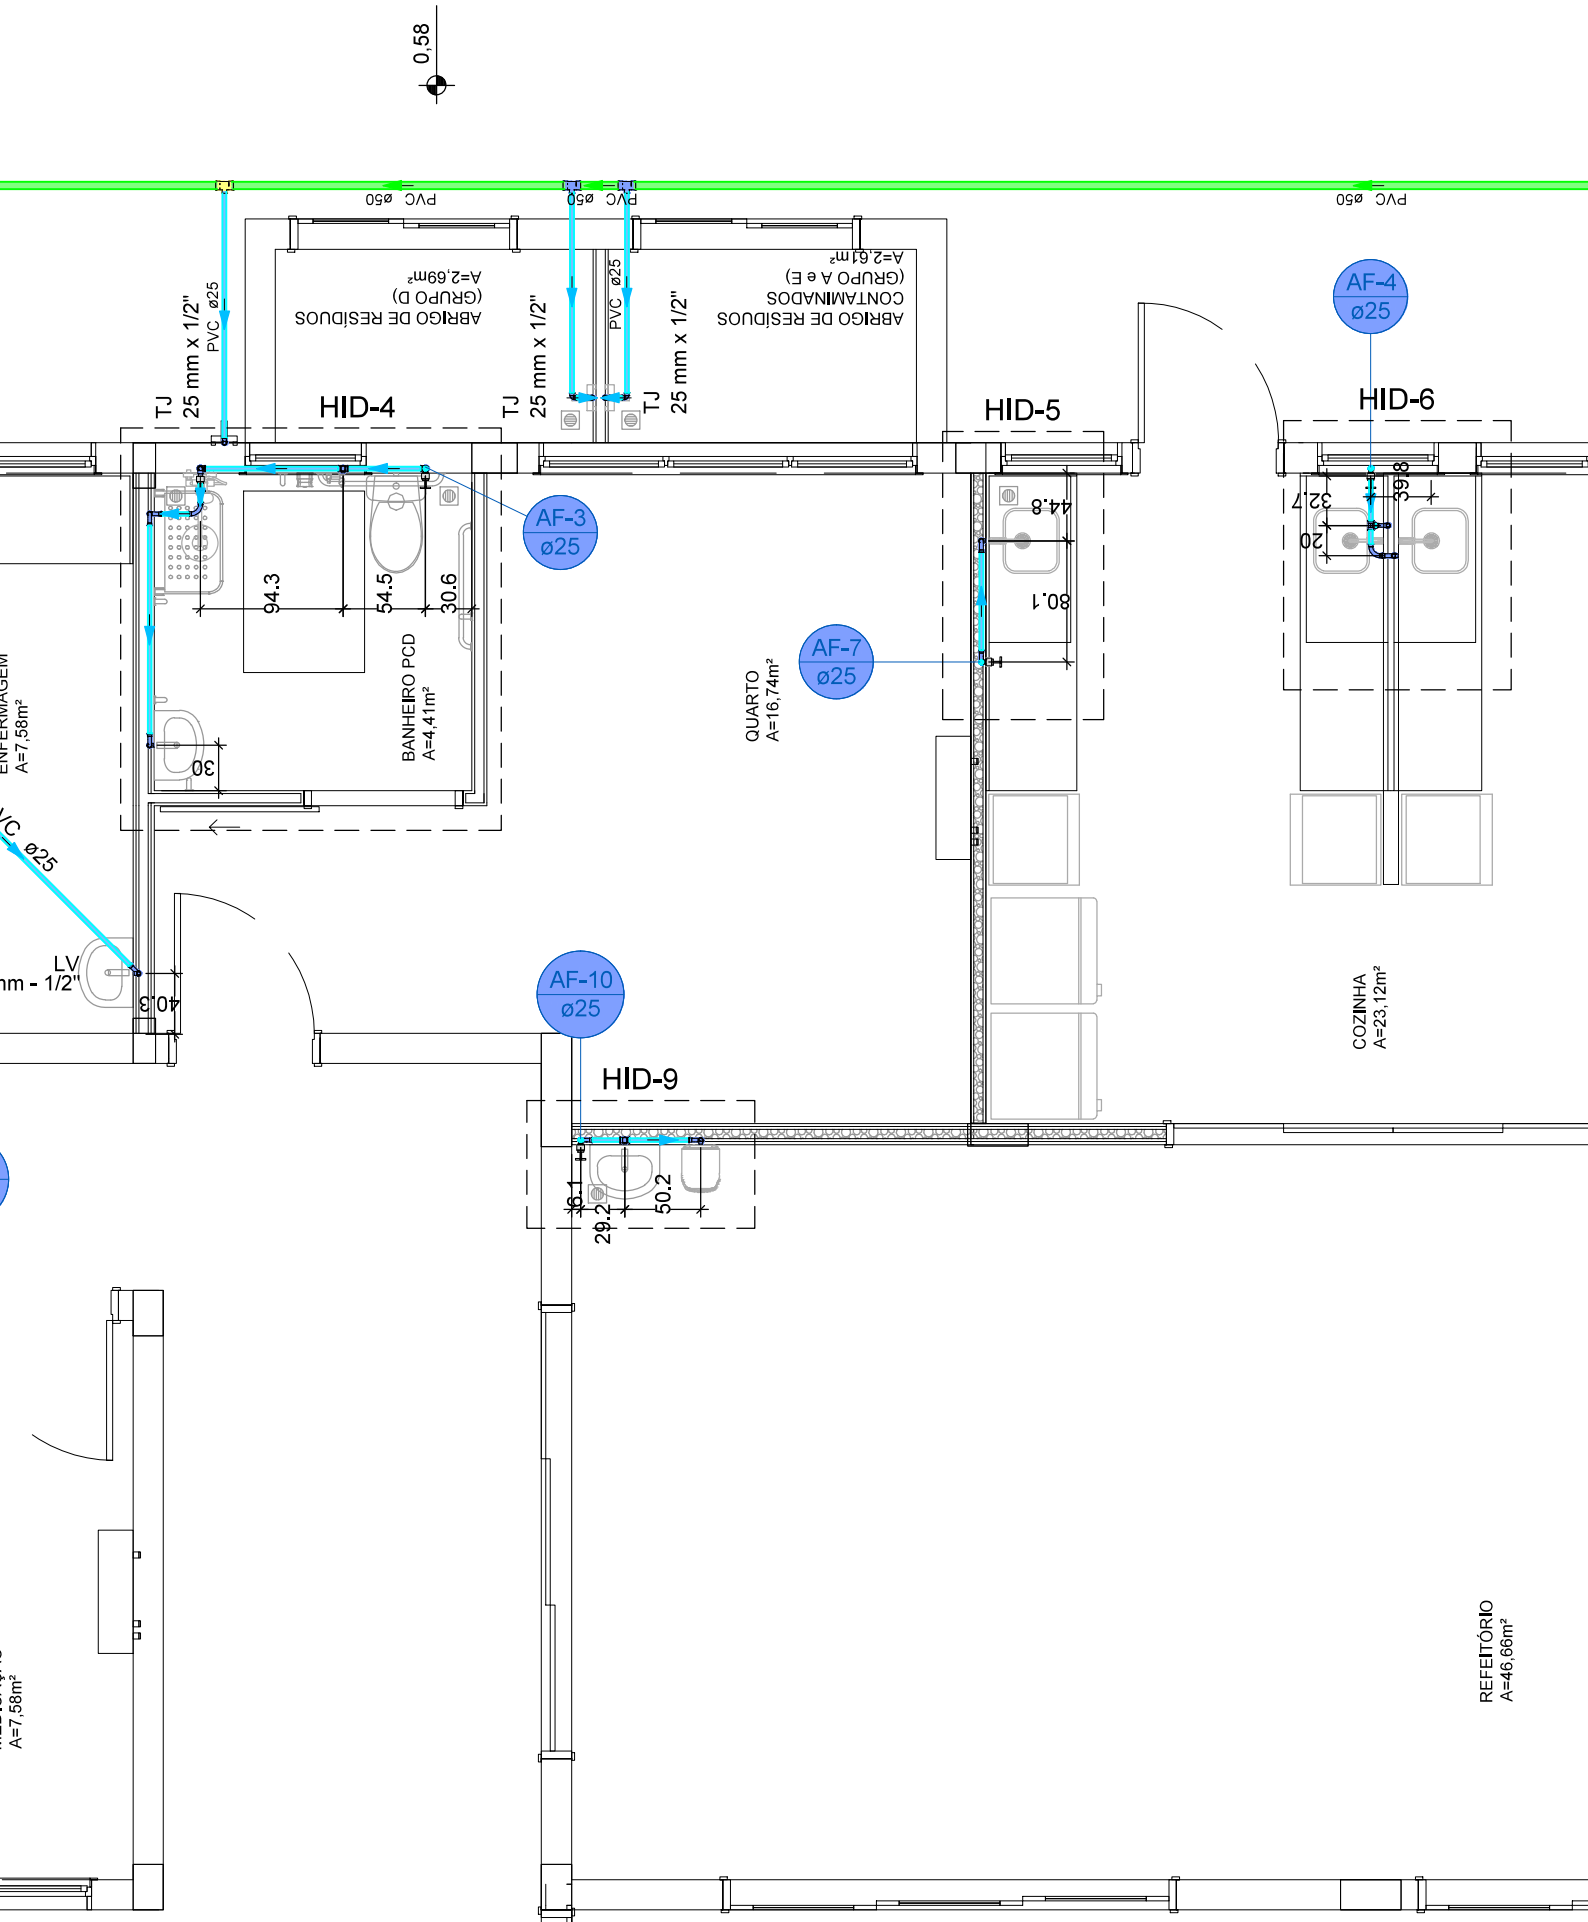 0,58
PVC ø50
PVC ø50
PVC ø50
PVC ø25
TJ
25 mm x 1/2"
ABRIGO DE RESÍDUOS
(GRUPO D)
A=2,69m²
HID-4
TJ
25 mm x 1/2"
PVC ø25
TJ
25 mm x 1/2"
ABRIGO DE RESÍDUOS
CONTAMINADOS
(GRUPO A e E)
A=2,61m²
AF-4
ø25
HID-5
HID-6
AF-3
ø25
94.3
54.5
30.6
BANHEIRO PCD
A=4,41m²
30
44.8
80.1
32.7
20
39.8
AF-7
ø25
QUARTO
A=16,74m²
ENFERMAGEM
A=7,58m²
ø25
LV
40.3
AF-10
ø25
HID-9
6.1
29.2
50.2
COZINHA
A=23,12m²
A=7,58m²
REFEITÓRIO
A=46,66m²